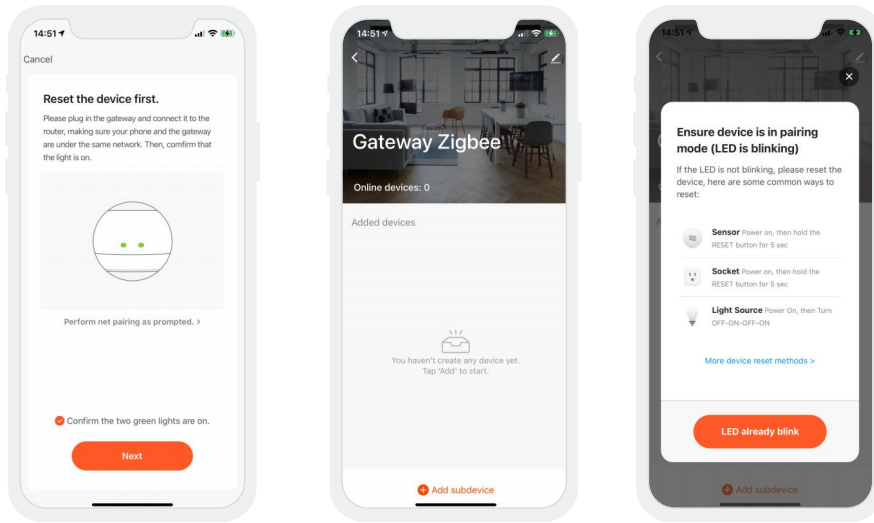 14:51
Cancel
Reset the device first.
Please plug in the gateway and connect it to the
router, making sure your phone and the gateway
are under the same network. Then, comfirm that
the light is on.
Perform net pairing as prompted. >
Confirm the two green lights are on.
Next
14:51
Gateway Zigbee
Online devices: 0
Added devices
You haven't create any device yet.
Tap 'Add' to start.
Add subdevice
14:51
Ensure device is in pairing
mode (LED is blinking)
If the LED is not blinking, please reset the
device, here are some common ways to
reset:
Sensor Power on, then hold the
RESET button for 5 sec
Socket Power on, then hold the
RESET button for 5 sec
Light Source Power On, then Turn
OFF-ON-OFF-ON
More device reset methods >
LED already blink
Add subdevice